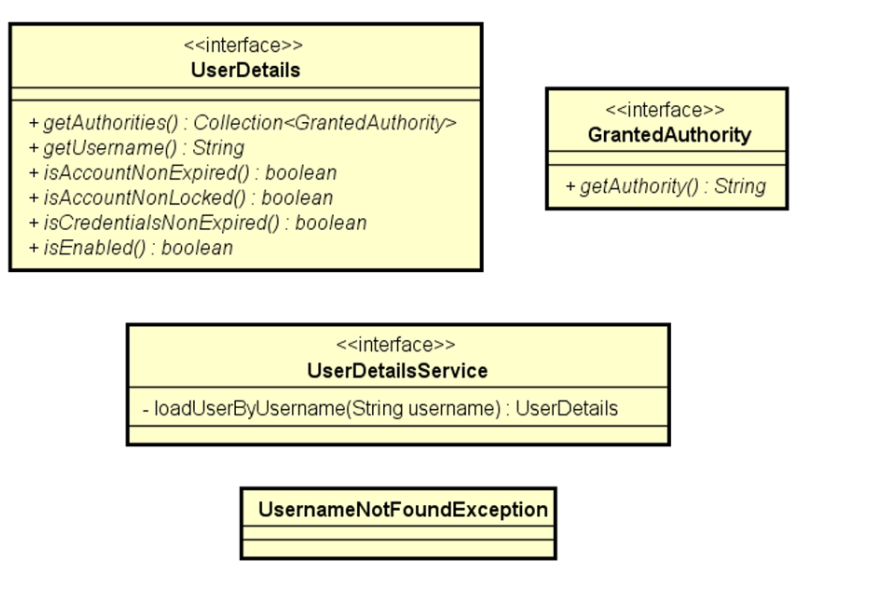 <<interface>>
UserDetails
+ getAuthorities() : Collection<GrantedAuthority>
+ getUsername() : String
+ isAccountNonExpired() : boolean
+ isAccountNonLocked() : boolean
+ isCredentialsNonExpired() : boolean
+ isEnabled() : boolean
<<interface>>
GrantedAuthority
+ getAuthority() : String
<<interface>>
UserDetailsService
- loadUserByUsername(String username) : UserDetails
UsernameNotFoundException